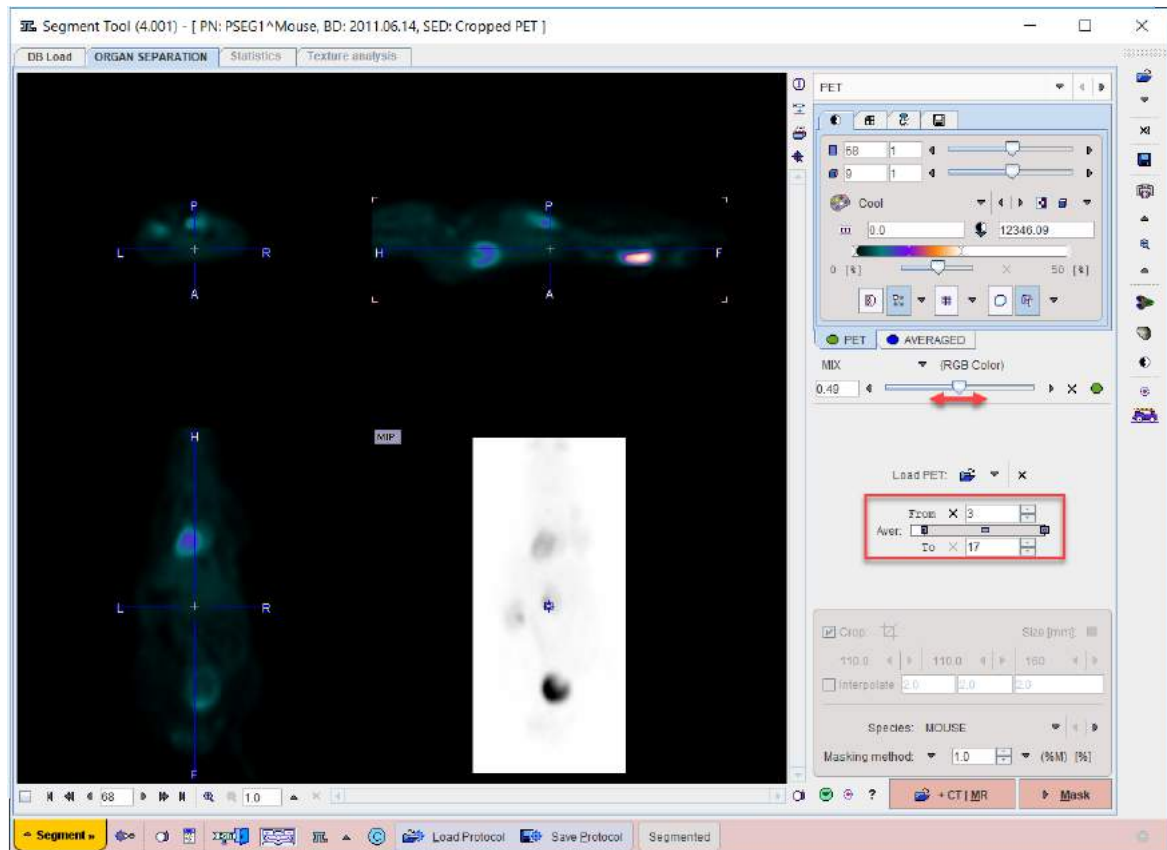 Segment Tool (4.001) - [ PN: PSEG1^Mouse, BD: 2011.06.14, SED: Cropped PET ]
DB Load ORGAN SEPARATION Statistics Texture analysis
PET
68 1
9 1
Cool
0.0 12346.09
0 [%] 50 [%]
PET AVERAGED
MIX (RGB Color)
0.49
Load PET:
From 3
Aver:
To 17
Crop: Size [mm]:
110.0 110.0 160
Interpolate 2.0 2.0 2.0
Species: MOUSE
Masking method: 1.0 (%M) [%]
+ CT | MR Mask
P
L R
A
P
H F
A
H
L R
F
MIP
68 1.0
Segment Load Protocol Save Protocol Segmented